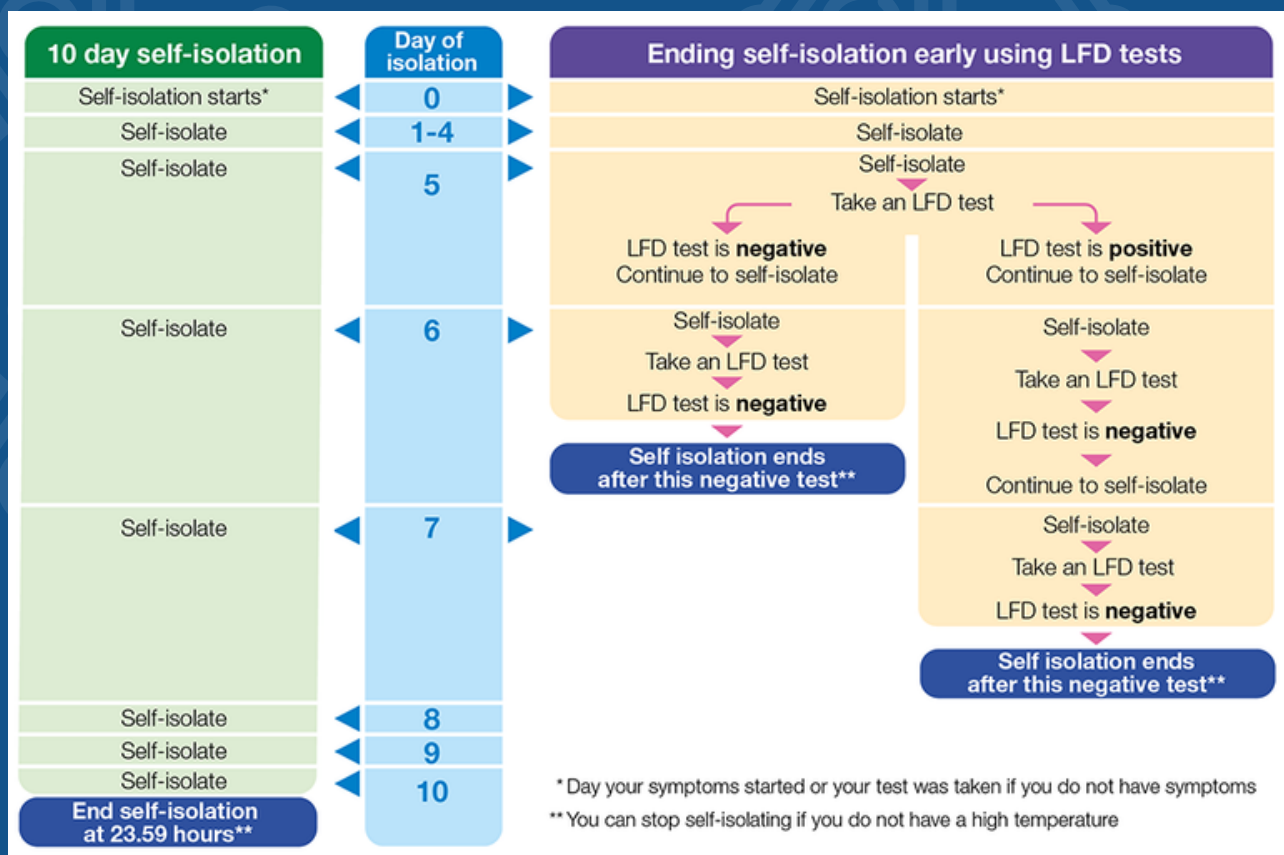 10 day self-isolation
Day of
isolation
Ending self-isolation early using LFD tests
Self-isolation starts*
0
Self-isolation starts*
Self-isolate
1-4
Self-isolate
Self-isolate
5
Self-isolate
Take an LFD test
LFD test is negative
Continue to self-isolate
LFD test is positive
Continue to self-isolate
Self-isolate
6
Self-isolate
Take an LFD test
LFD test is negative
Self isolation ends
after this negative test**
Self-isolate
Take an LFD test
LFD test is negative
Continue to self-isolate
Self-isolate
7
Self-isolate
Take an LFD test
LFD test is negative
Self isolation ends
after this negative test**
Self-isolate
8
Self-isolate
9
Self-isolate
10
End self-isolation
at 23.59 hours**
* Day your symptoms started or your test was taken if you do not have symptoms
** You can stop self-isolating if you do not have a high temperature